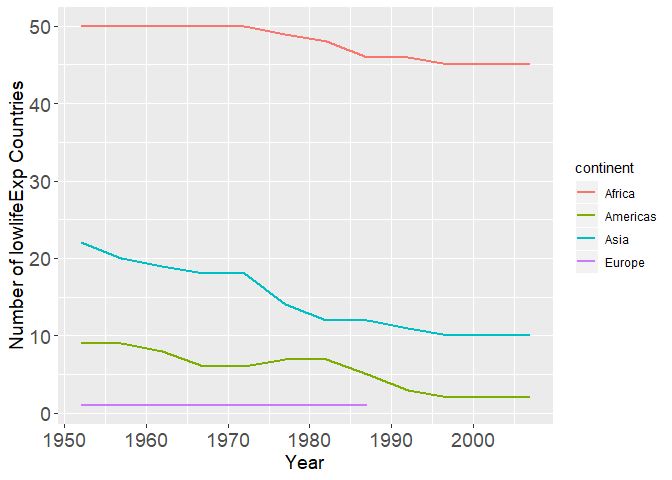 50
40
30
20
10
0
Number of lowlifeExp Countries
1950 1960 1970 1980 1990 2000
Year
continent
Africa
Americas
Asia
Europe